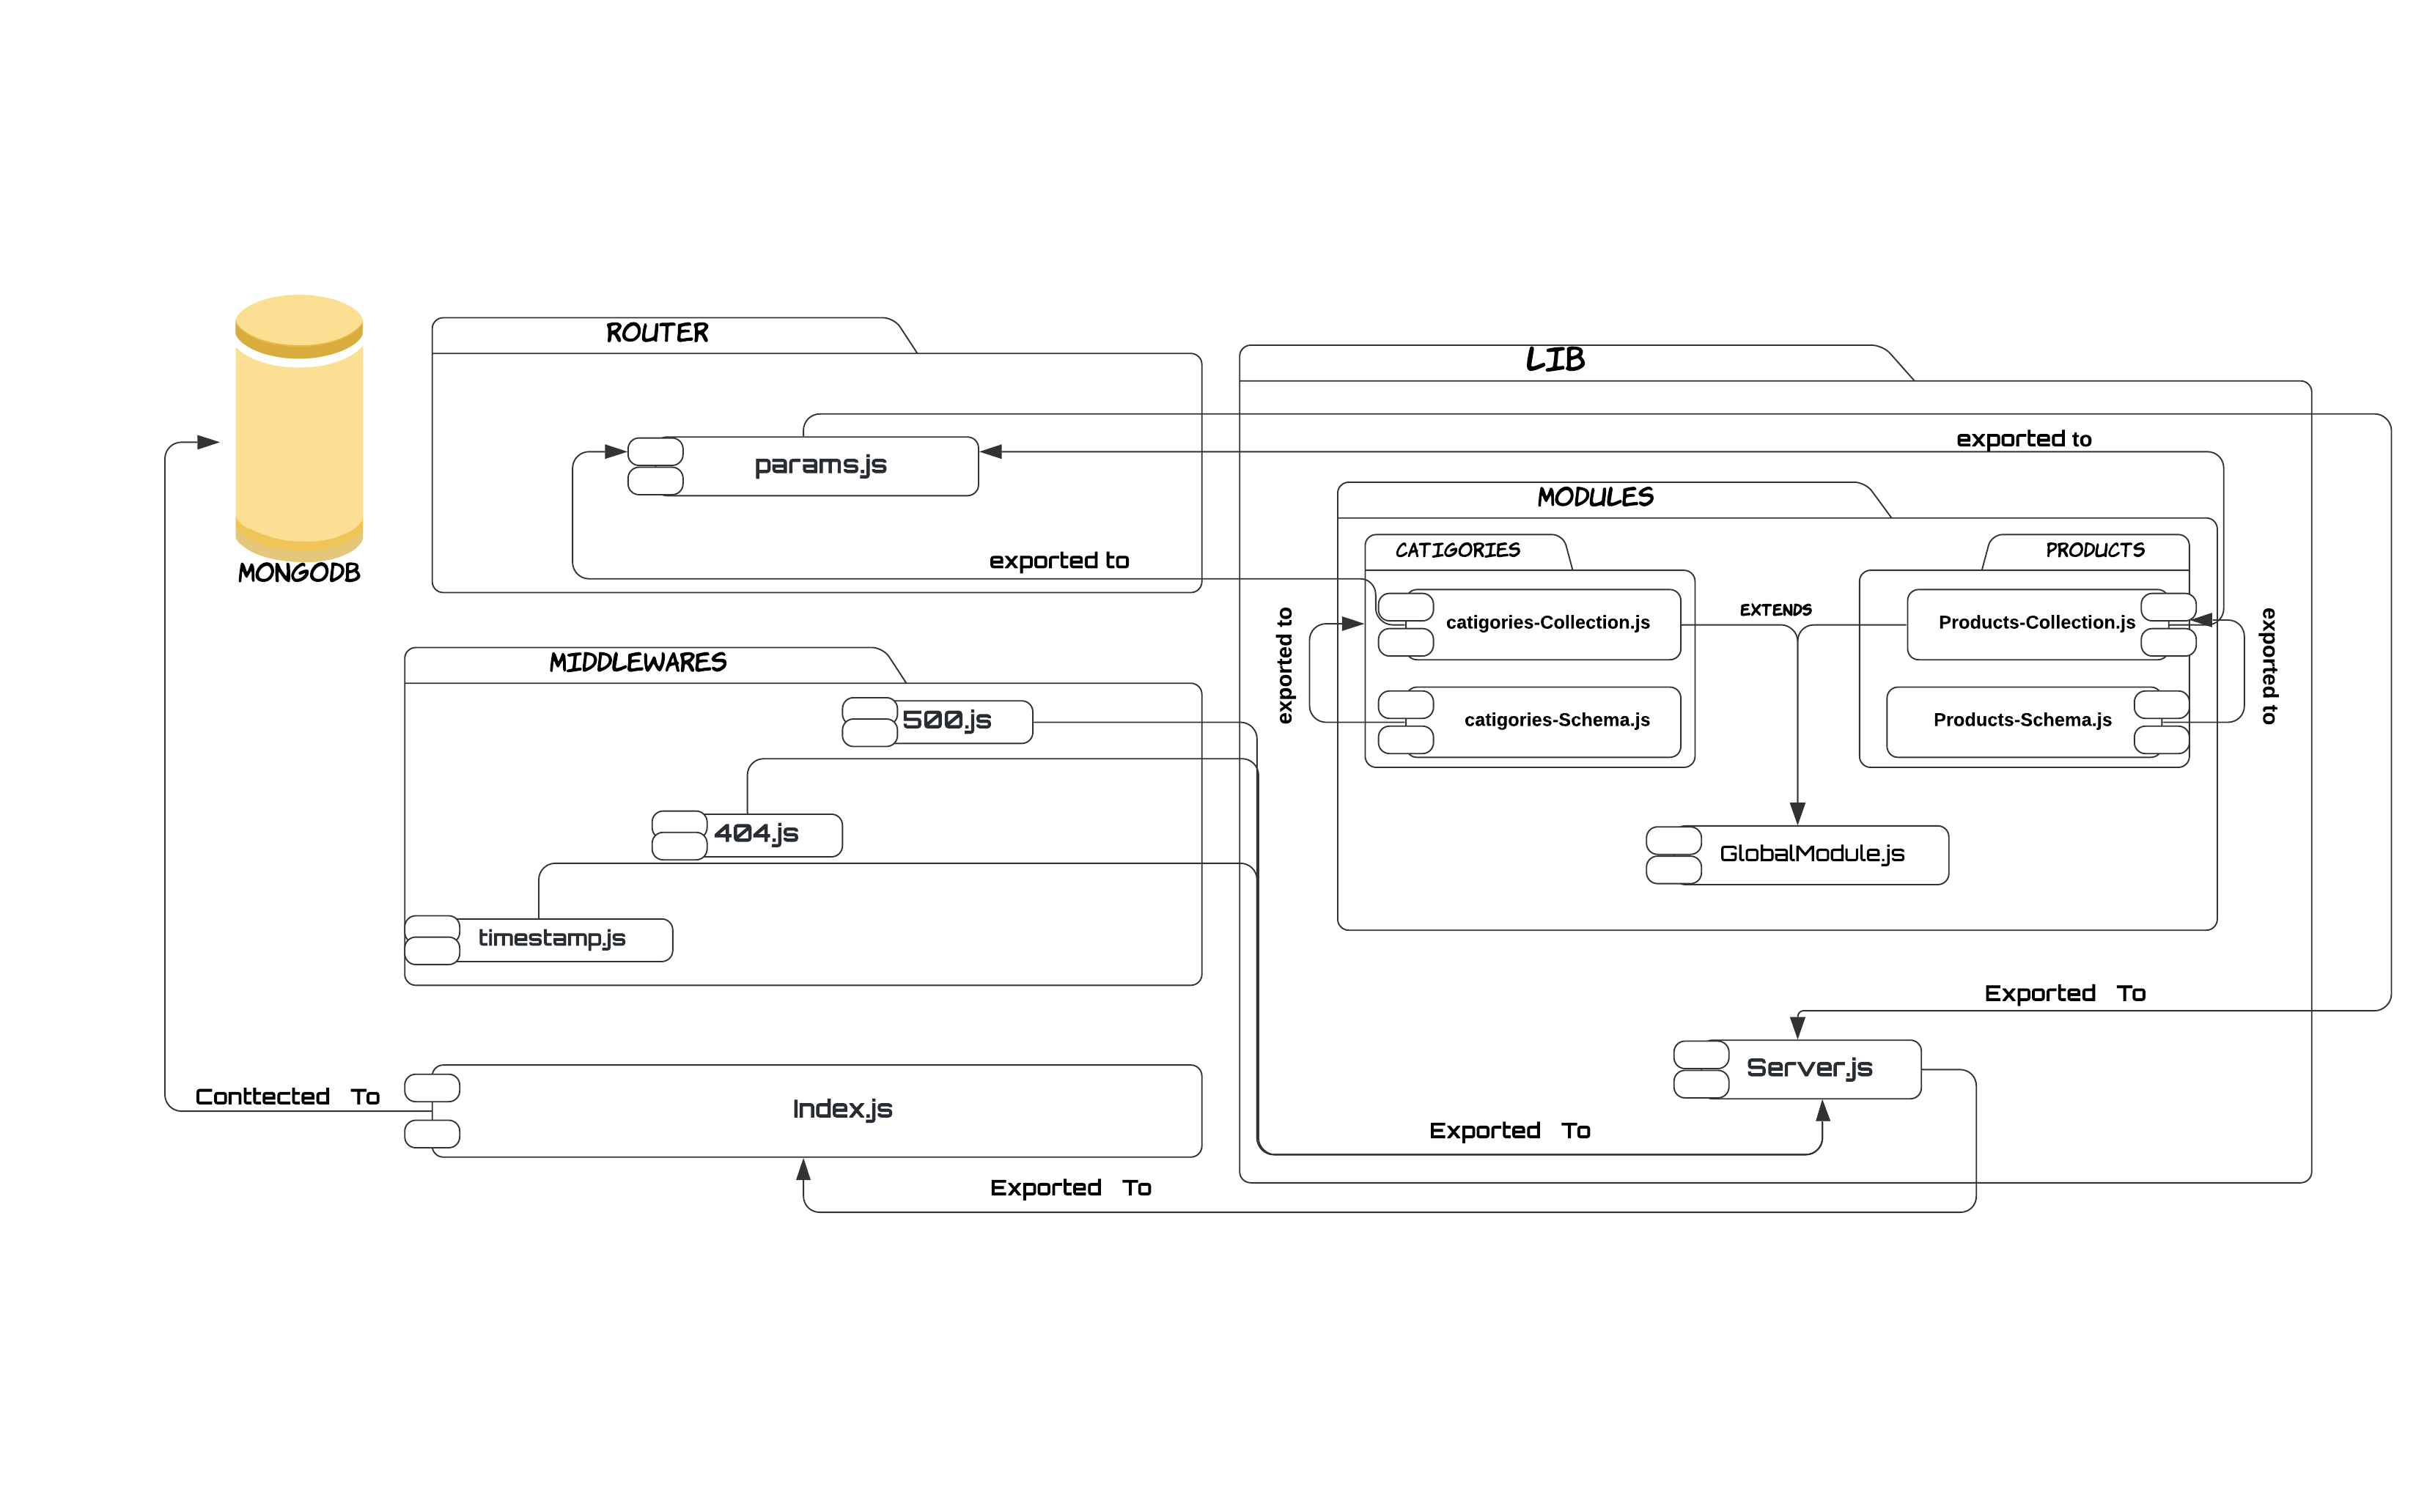 ROUTER
LIB
exported to
params.js
MODULES
CATIGORIES
PRODUCTS
exported to
MONGODB
EXTENDS
catigories-Collection.js
Products-Collection.js
exported to
exported to
MIDDLEWARES
500.js
catigories-Schema.js
Products-Schema.js
404.js
GlobalModule.js
timestamp.js
Exported To
Server.js
Conttected To
Index.js
Exported To
Exported To